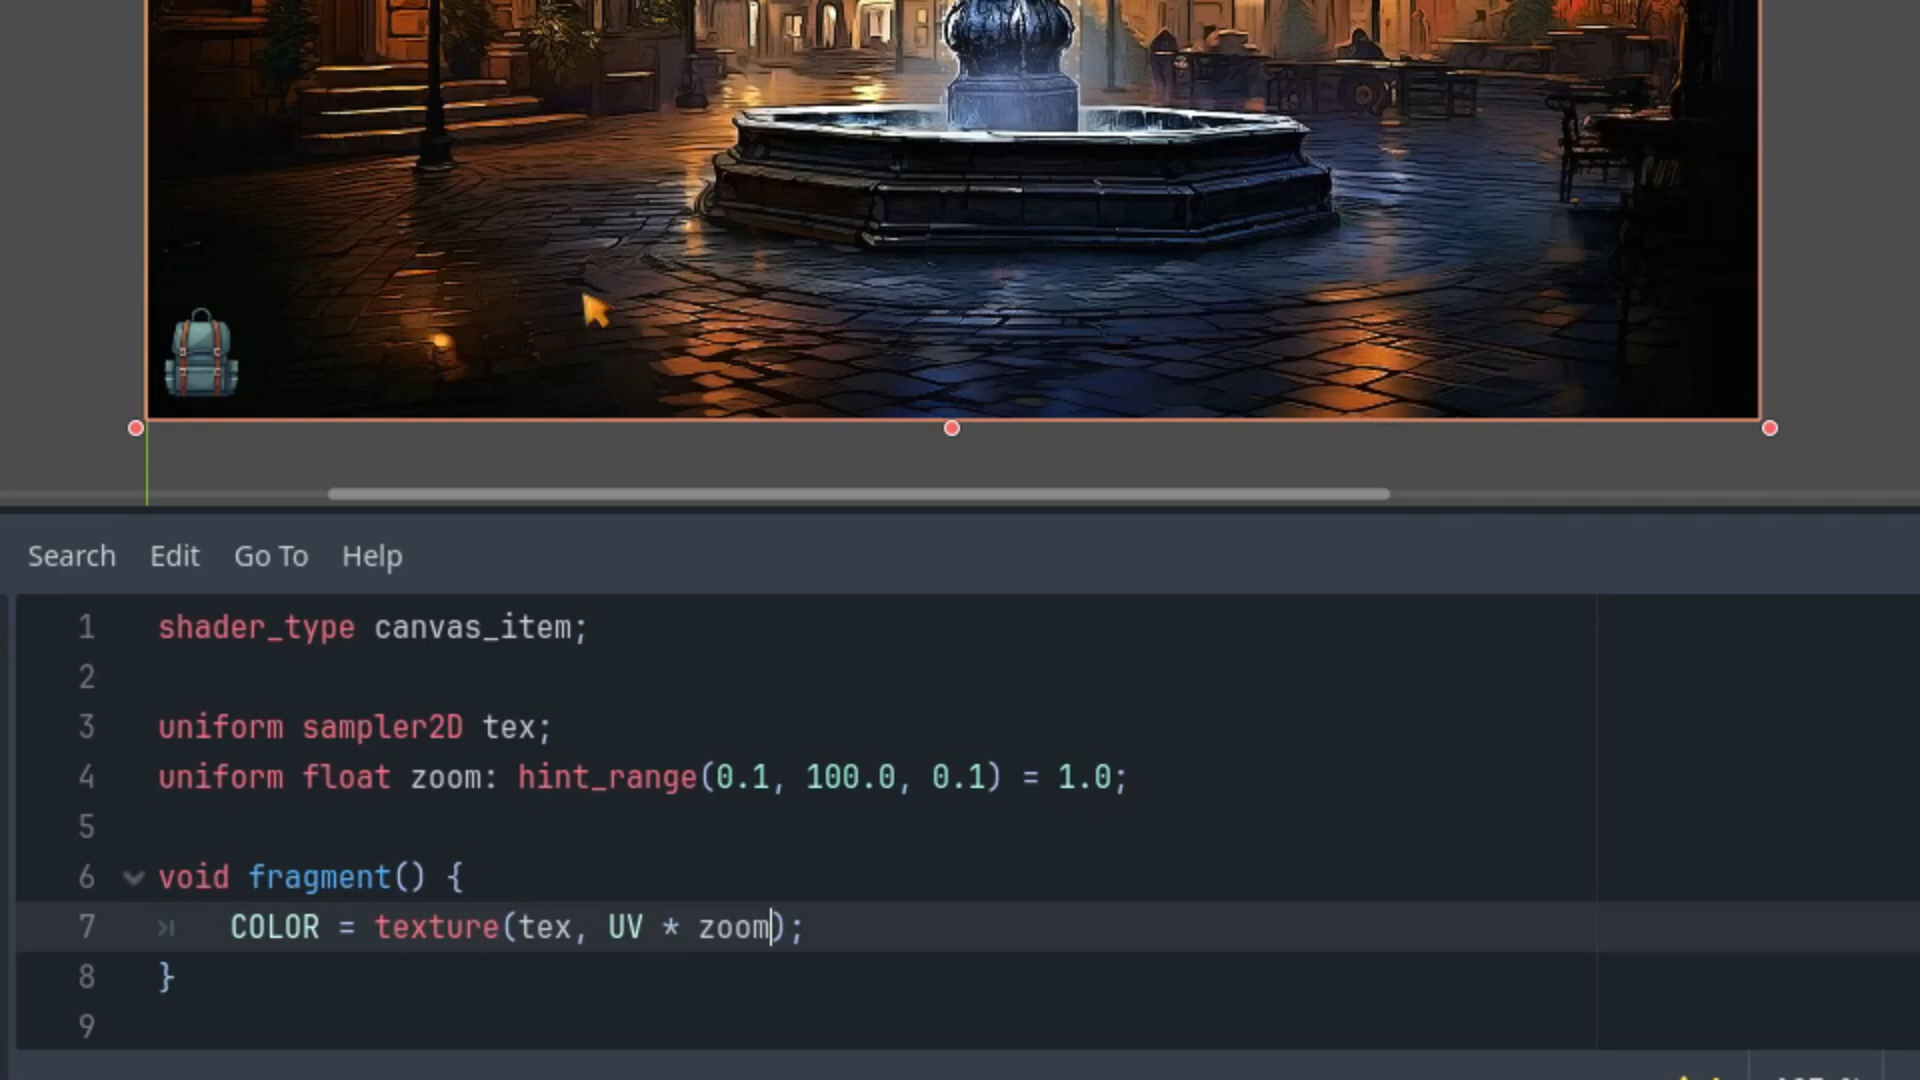 Search Edit Go To Help
1 shader_type canvas_item;
2
3 uniform sampler2D tex;
4 uniform float zoom: hint_range(0.1, 100.0, 0.1) = 1.0;
5
6 void fragment() {
7 COLOR = texture(tex, UV * zoom);
8 }
9